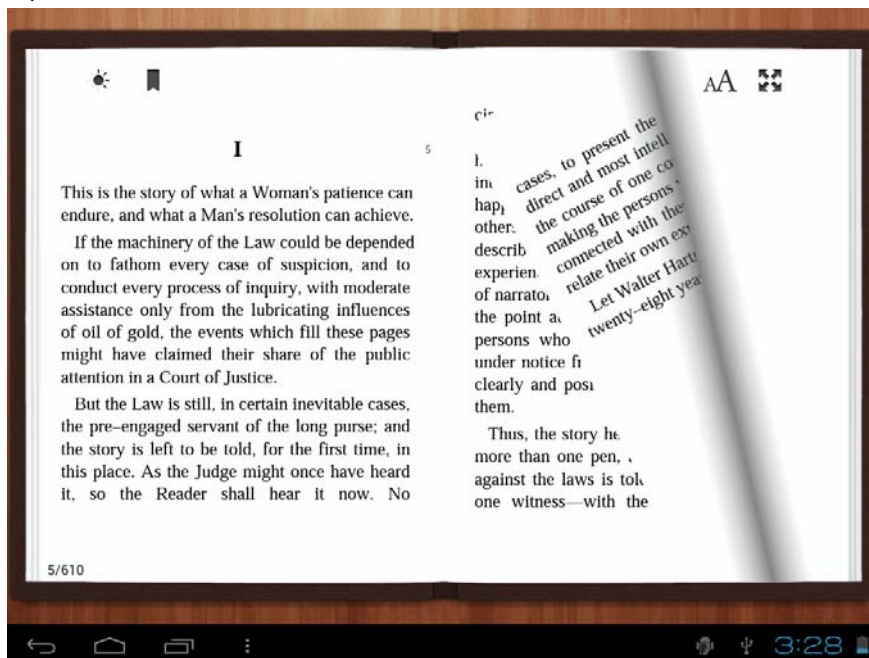 AA
I
5
This is the story of what a Woman's patience can
endure, and what a Man's resolution can achieve.
If the machinery of the Law could be depended
on to fathom every case of suspicion, and to
conduct every process of inquiry, with moderate
assistance only from the lubricating influences
of oil of gold, the events which fill these pages
might have claimed their share of the public
attention in a Court of Justice.
But the Law is still, in certain inevitable cases,
the pre-engaged servant of the long purse; and
the story is left to be told, for the first time, in
this place. As the Judge might once have heard
it, so the Reader shall hear it now. No
5/610
other
of
the point
persons who
under notice
clearly and
them.
Thus, the story
more than one pen,
against the laws is
one witness—with the
cases, to present the
direct and most
the course of one
making the persons
connected with
relate their own
Let Walter
twenty-eight
3:28